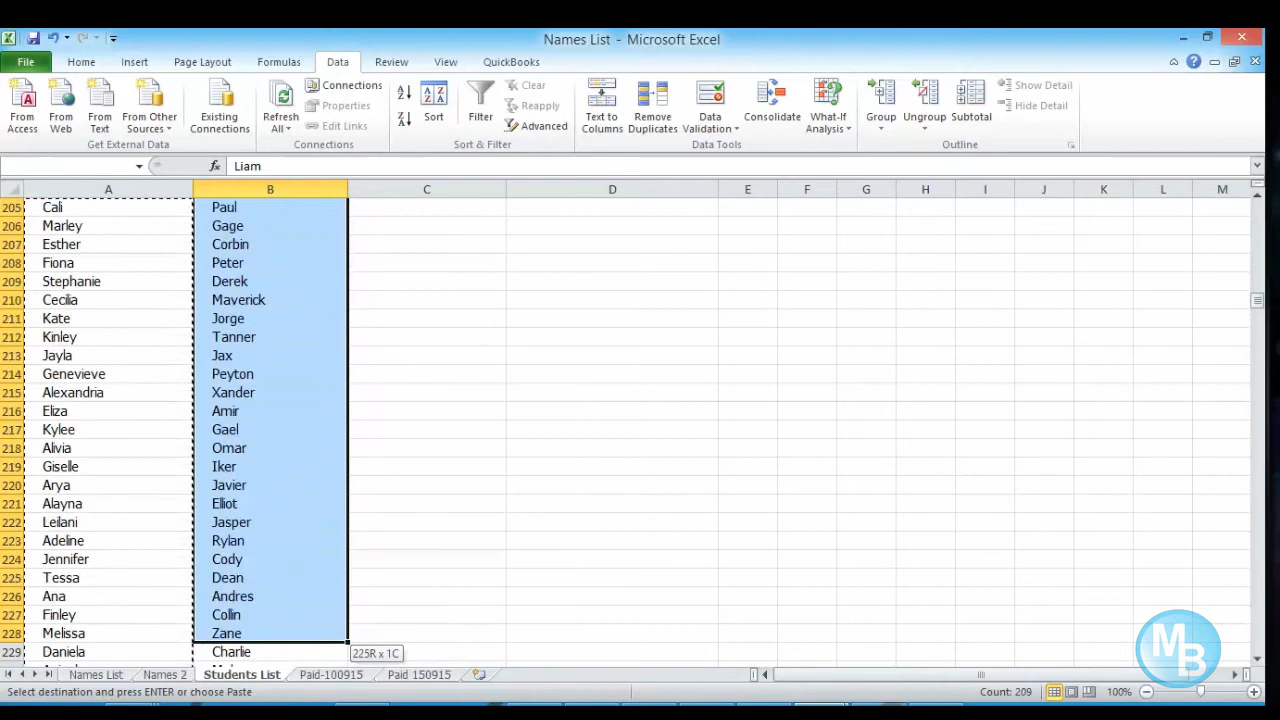 Names List - Microsoft Excel
File Home Insert Page Layout Formulas Data Review View QuickBooks
From Access
From Web
From Text
From Other Sources
Existing Connections
Get External Data
Refresh All
Connections
Properties
Edit Links
Connections
Sort
Filter
Clear
Reapply
Advanced
Sort & Filter
Text to Columns
Remove Duplicates
Data Validation
Consolidate
What-If Analysis
Data Tools
Group
Ungroup
Subtotal
Show Detail
Hide Detail
Outline
fx Liam
A B C D E F G H I J K L M
205 Cali Paul
206 Marley Gage
207 Esther Corbin
208 Fiona Peter
209 Stephanie Derek
210 Cecilia Maverick
211 Kate Jorge
212 Kinley Tanner
213 Jayla Jax
214 Genevieve Peyton
215 Alexandria Xander
216 Eliza Amir
217 Kylee Gael
218 Alivia Omar
219 Giselle Iker
220 Arya Javier
221 Alayna Elliot
222 Leilani Jasper
223 Adeline Rylan
224 Jennifer Cody
225 Tessa Dean
226 Ana Andres
227 Finley Colin
228 Melissa Zane
229 Daniela Charlie
225R x 1C
MB
Names List Names 2 Students List Paid-100915 Paid 150915
Select destination and press ENTER or choose Paste Count: 209 100%